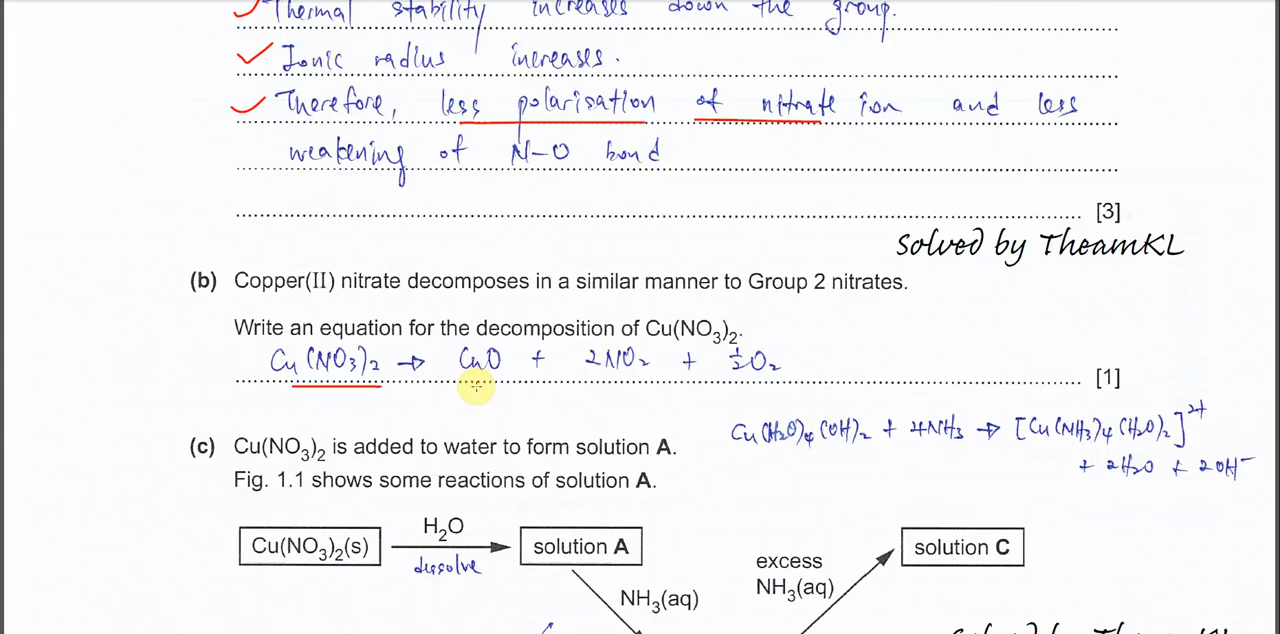 Thermal stability increases down the group.
Ionic radius increases.
Therefore, less polarisation of nitrate ion and less
weakening of N–O bond
[3]
Solved by TheamKL
(b) Copper(II) nitrate decomposes in a similar manner to Group 2 nitrates.
Write an equation for the decomposition of Cu(NO₃)₂.
Cu(NO₃)₂ → CuO + 2NO₂ + ½O₂
[1]
Cu(H₂O)₄(OH)₂ + 4NH₃ → [Cu(NH₃)₄(H₂O)₂]²⁺
+ 2H₂O + 2OH⁻
(c) Cu(NO₃)₂ is added to water to form solution A.
Fig. 1.1 shows some reactions of solution A.
Cu(NO₃)₂(s)
H₂O
dissolve
solution A
NH₃(aq)
excess
NH₃(aq)
solution C